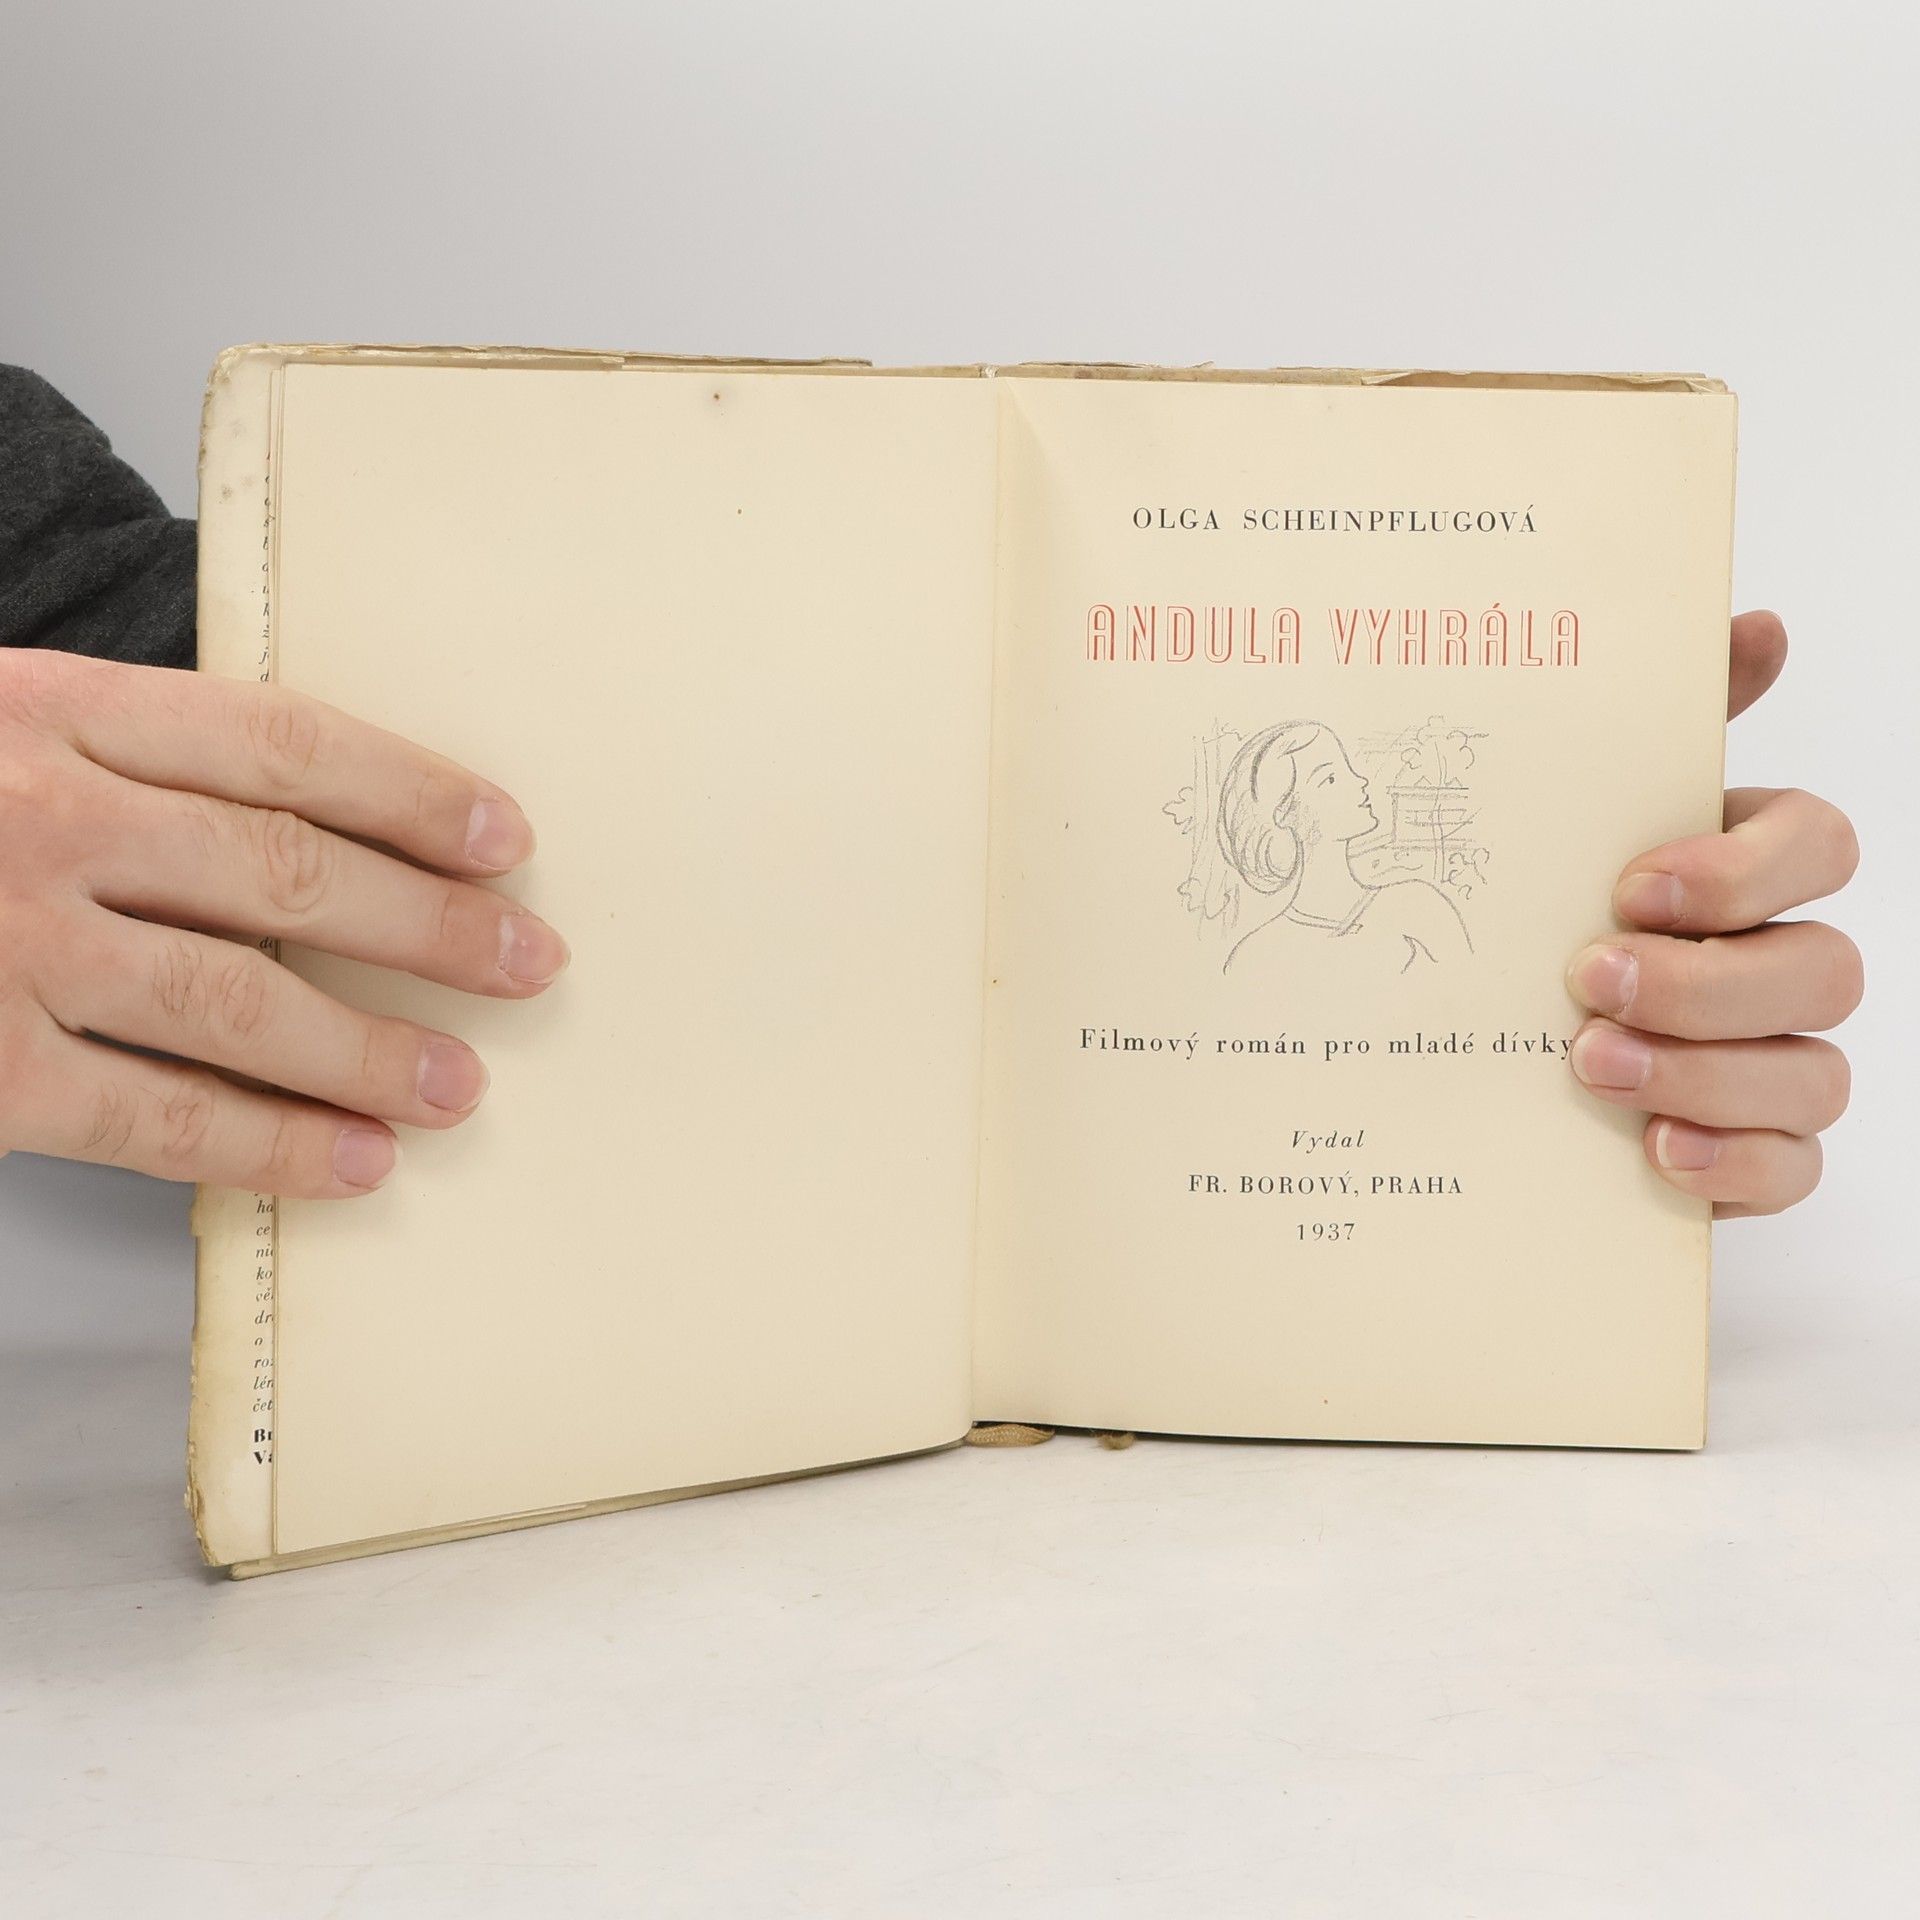 OLGA SCHEINPFLUGOVÁ
ANDULA VYHRÁLA
Filmový román pro mladé dívky
Vydal
FR. BOROVÝ, PRAHA
1937